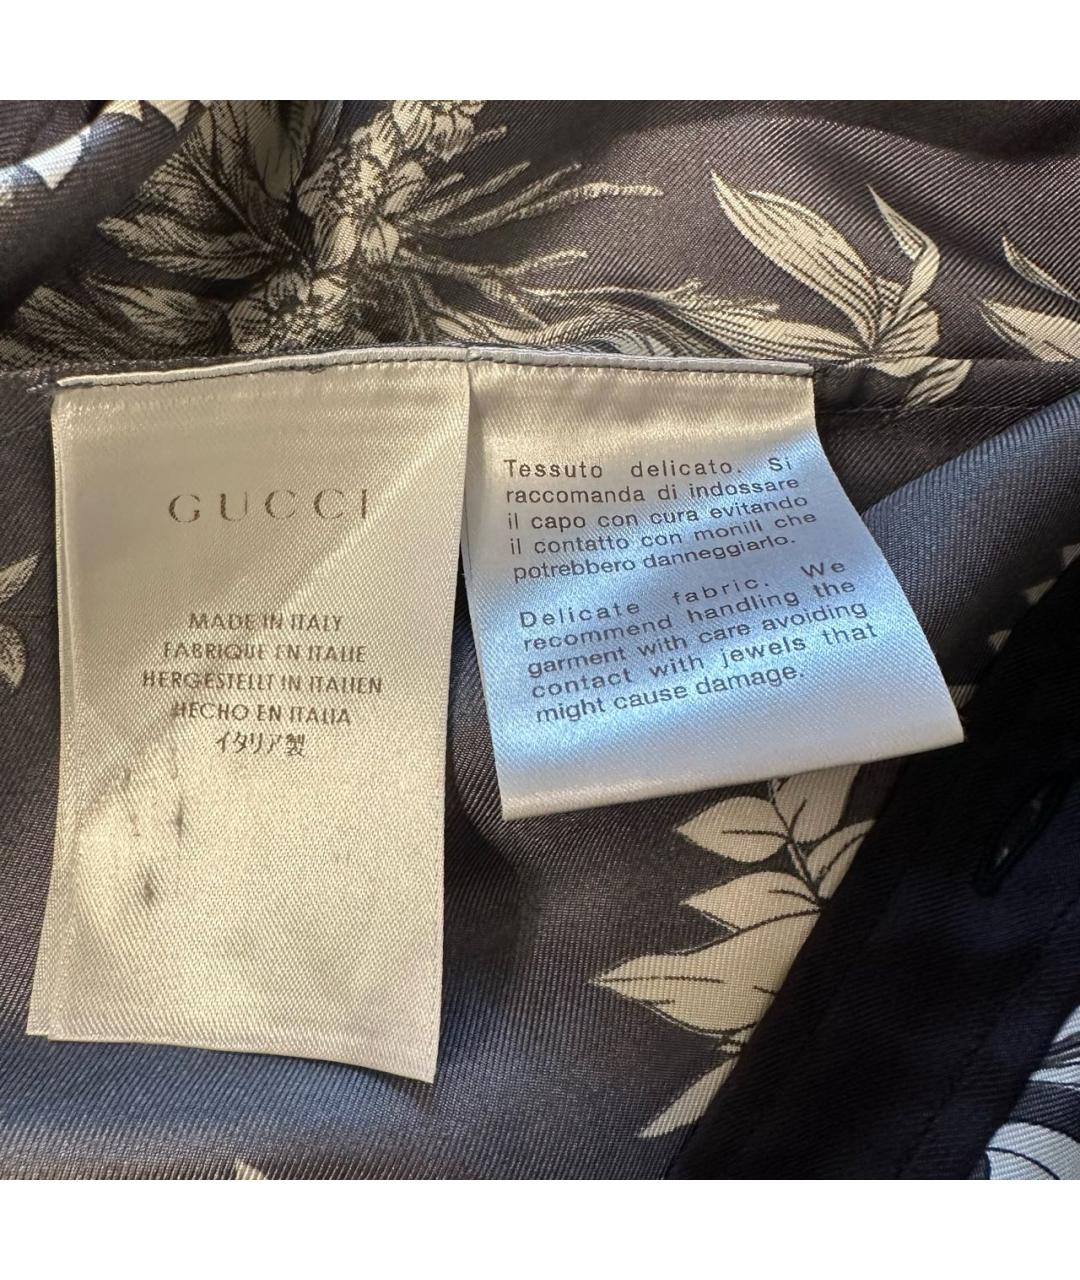 GUCCI
MADE IN ITALY
FABRIQUE EN ITALIE
HERGESTELLT IN ITALIEN
HECHO EN ITALIA
イタリア製
Tessuto delicato. Si
raccomanda di indossare
il capo con cura evitando
il contatto con monili che
potrebbero danneggiarlo.
Delicate fabric. We
recommend handling the
garment with care avoiding
contact with jewels that
might cause damage.